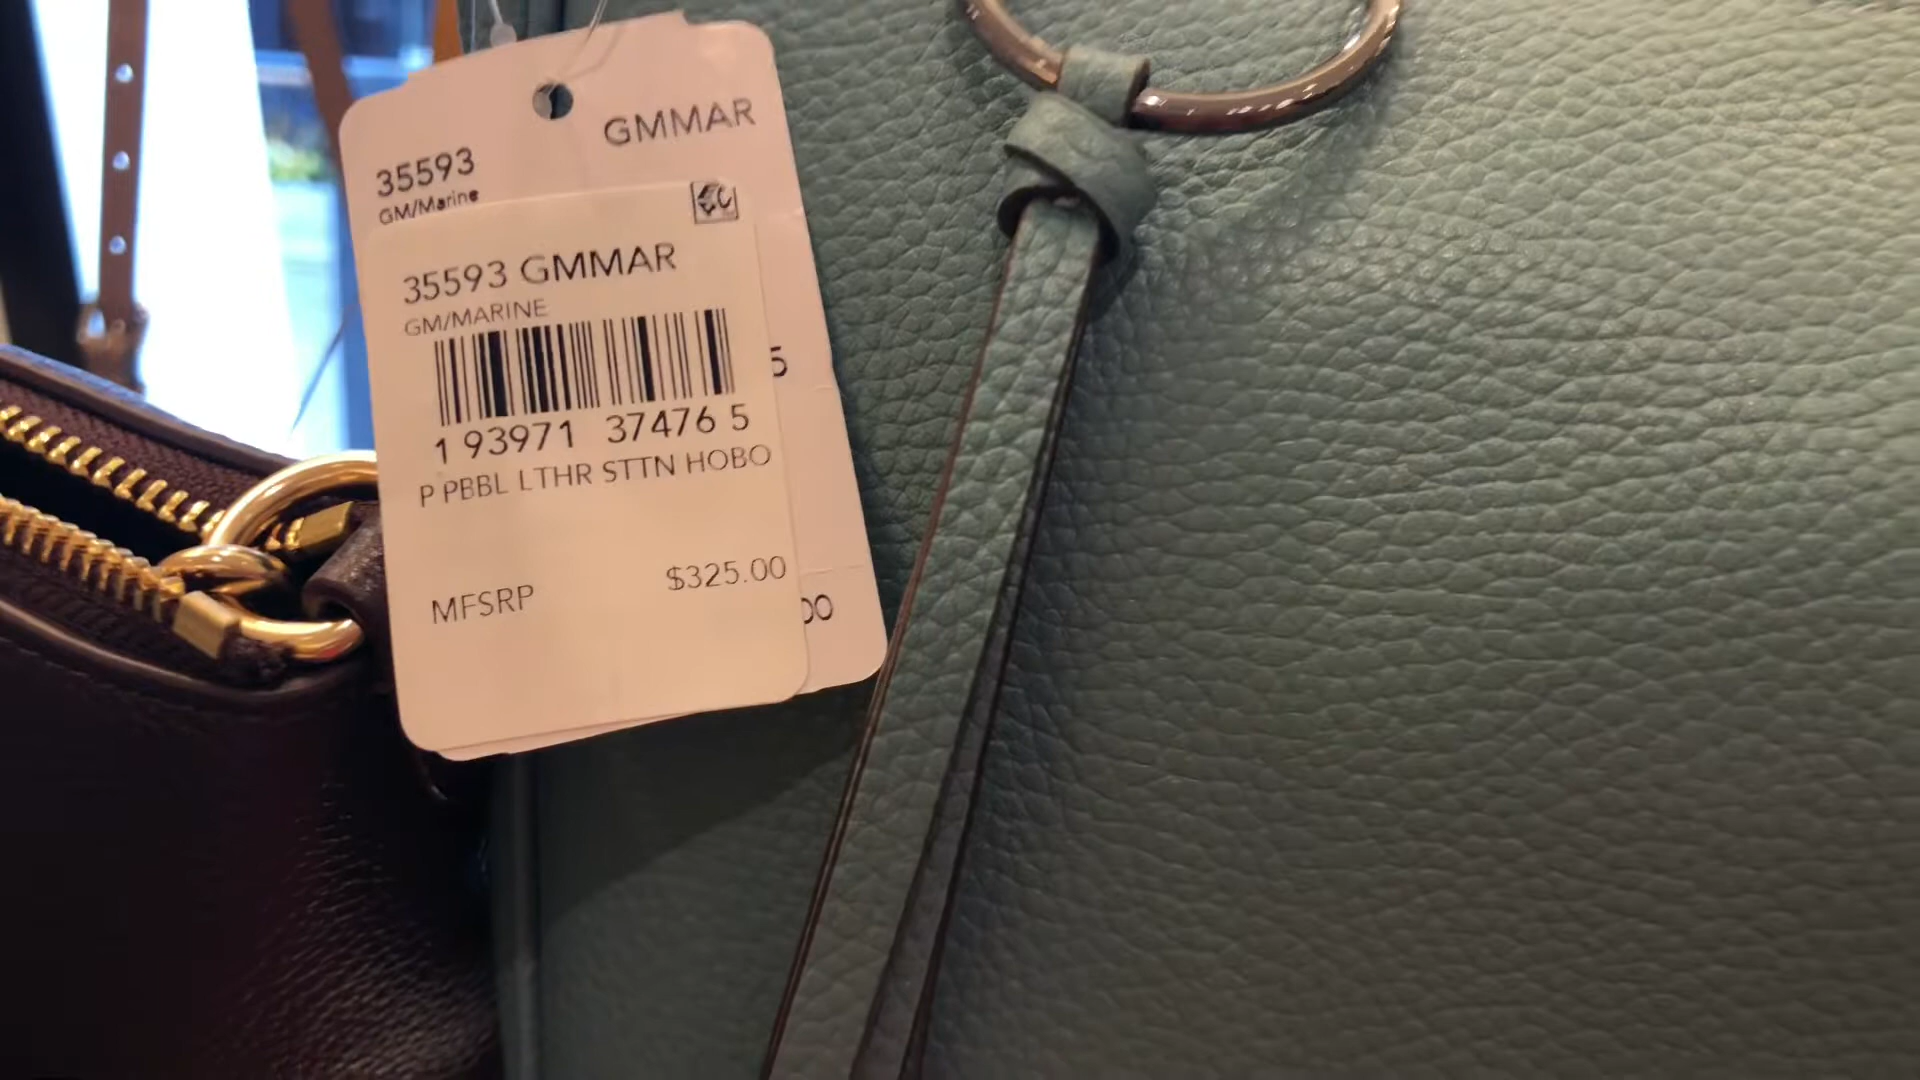 GMMAR
35593
GM/Marine
35593 GMMAR
GM/MARINE
5
1 93971 37476 5
P PBBL LTHR STTN HOBO
MFSRP $325.00
00